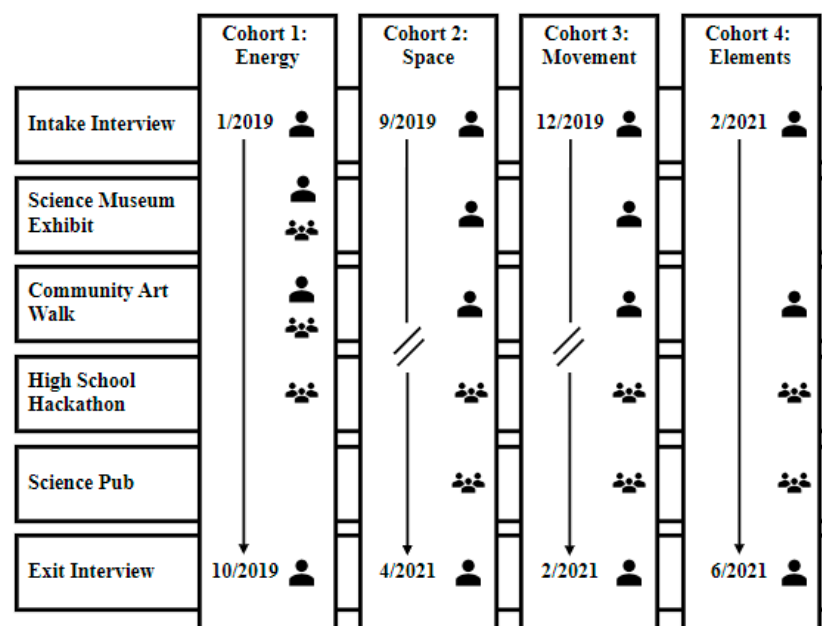 Cohort 1:
Energy
Cohort 2:
Space
Cohort 3:
Movement
Cohort 4:
Elements
Intake Interview
1/2019
9/2019
12/2019
2/2021
Science Museum
Exhibit
Community Art
Walk
High School
Hackathon
Science Pub
Exit Interview
10/2019
4/2021
2/2021
6/2021